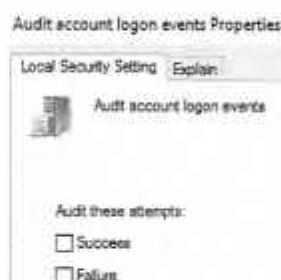 Audit account logon events Properties
Local Security Setting Explain
Audit account logon events
Audit these attempts:
Success
Failure